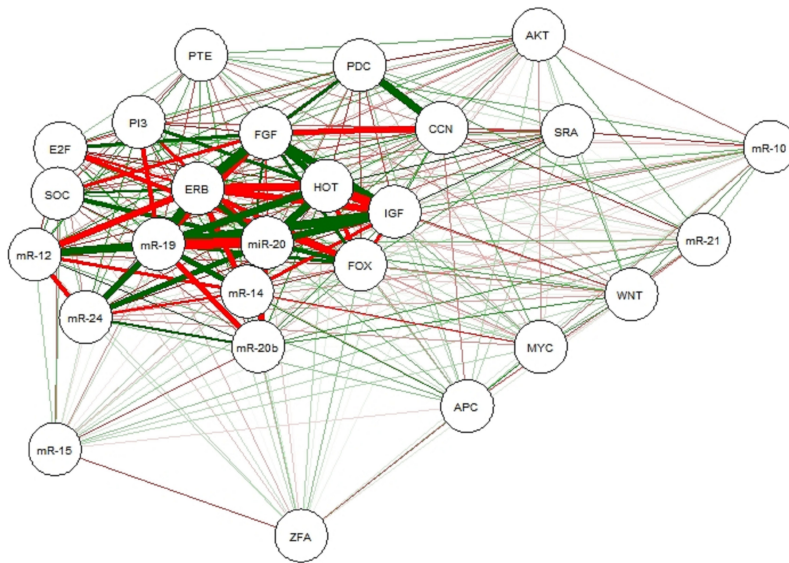 AKT
PTE
PDC
PI3
FGF
CCN
SRA
E2F
mR-10
SOC
ERB
HOT
IGF
mR-12
mR-19
miR-20
mR-21
FOX
mR-14
WNT
mR-24
mR-20b
MYC
APC
mR-15
ZFA